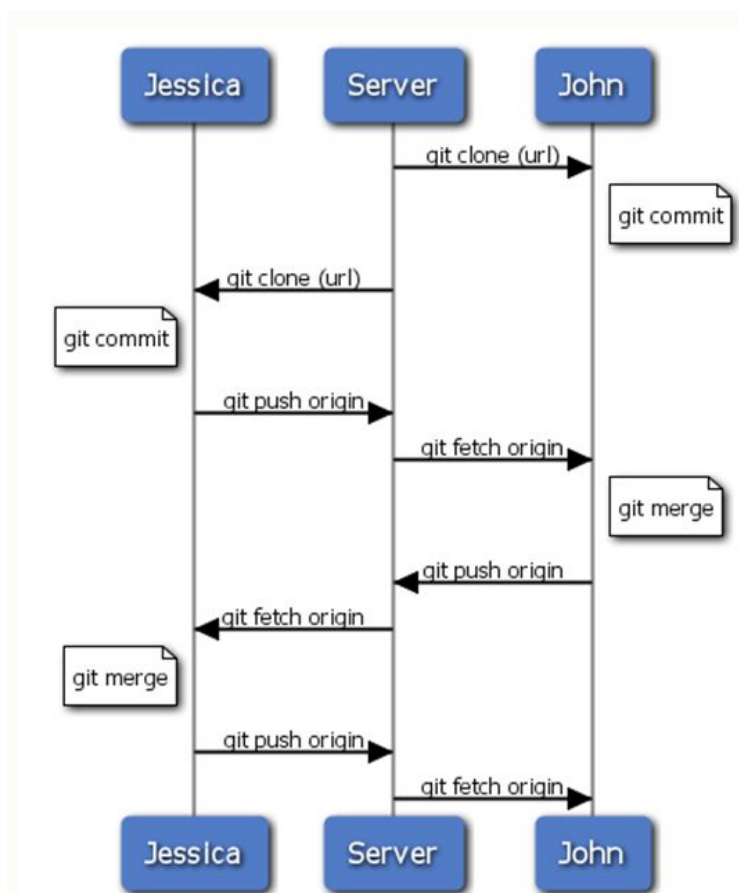 Jessica
Server
John
git clone (url)
git commit
git clone (url)
git commit
git push origin
git fetch origin
git merge
git push origin
git fetch origin
git merge
git push origin
git fetch origin
Jessica
Server
John